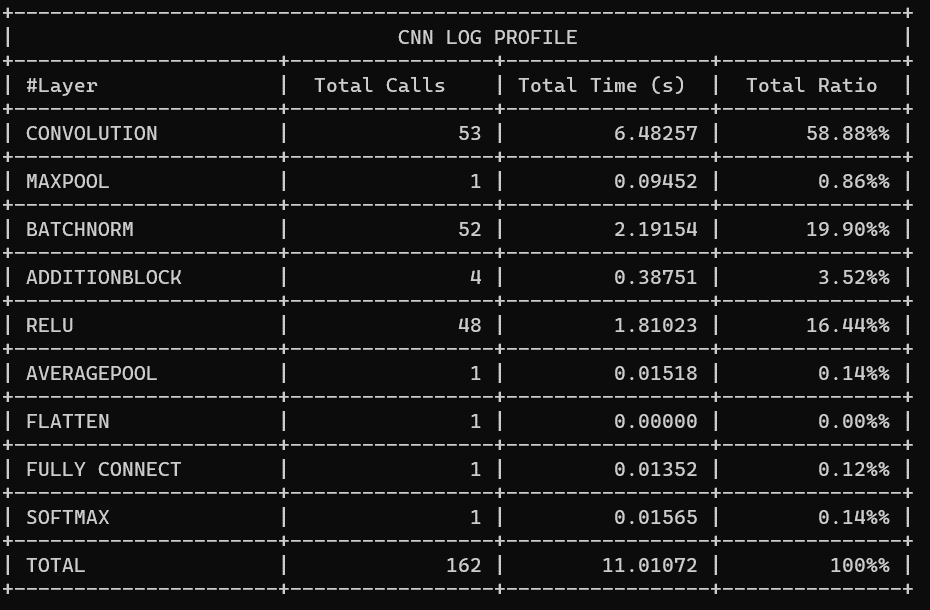 CNN LOG PROFILE
#Layer | Total Calls | Total Time (s) | Total Ratio
CONVOLUTION | 53 | 6.48257 | 58.88%%
MAXPOOL | 1 | 0.09452 | 0.86%%
BATCHNORM | 52 | 2.19154 | 19.90%%
ADDITIONBLOCK | 4 | 0.38751 | 3.52%%
RELU | 48 | 1.81023 | 16.44%%
AVERAGEPOOL | 1 | 0.01518 | 0.14%%
FLATTEN | 1 | 0.00000 | 0.00%%
FULLY CONNECT | 1 | 0.01352 | 0.12%%
SOFTMAX | 1 | 0.01565 | 0.14%%
TOTAL | 162 | 11.01072 | 100%%